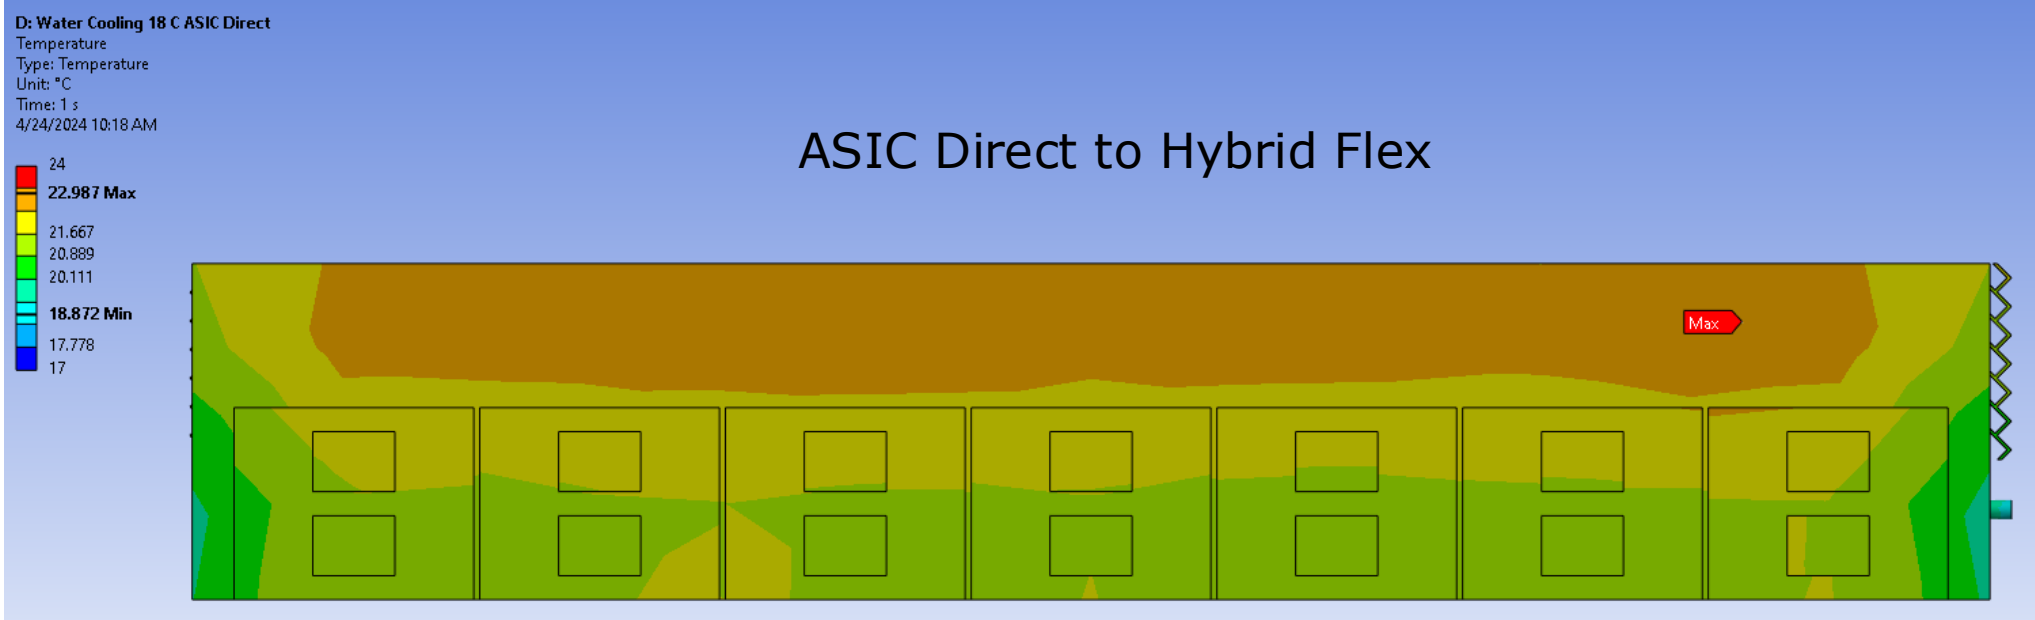 D: Water Cooling 18 C ASIC Direct
Temperature
Type: Temperature
Unit: °C
Time: 1 s
4/24/2024 10:18 AM
ASIC Direct to Hybrid Flex
24
22.987 Max
21.667
20.889
20.111
18.872 Min
17.778
17
Max